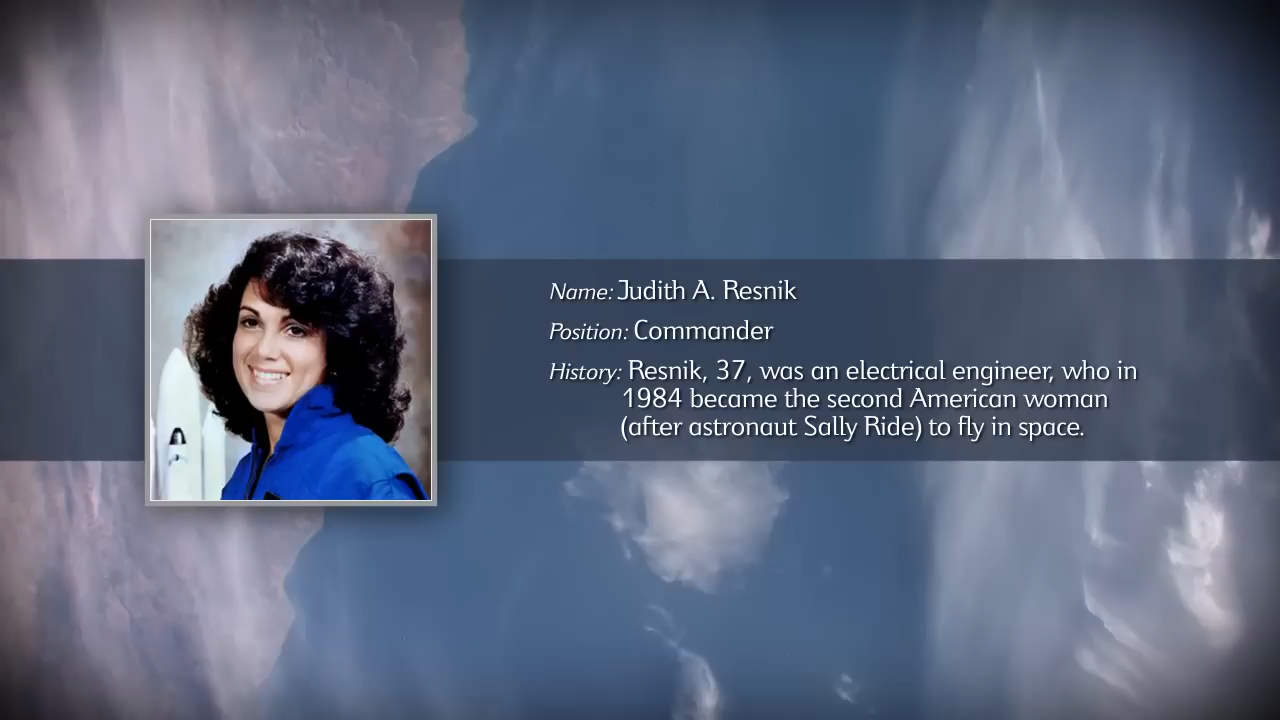 Name: Judith A. Resnik
Position: Commander
History: Resnik, 37, was an electrical engineer, who in
1984 became the second American woman
(after astronaut Sally Ride) to fly in space.